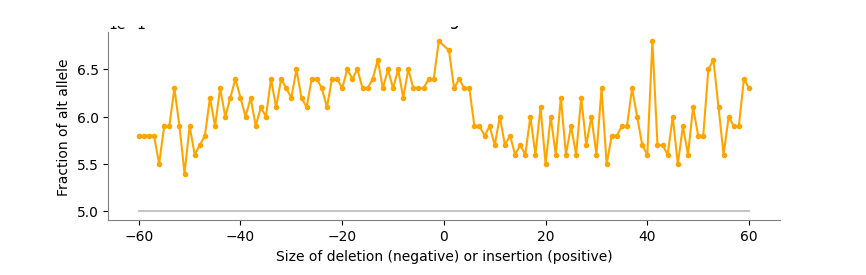 6.5
6.0
5.5
5.0
Fraction of alt allele
−60 −40 −20 0 20 40 60
Size of deletion (negative) or insertion (positive)